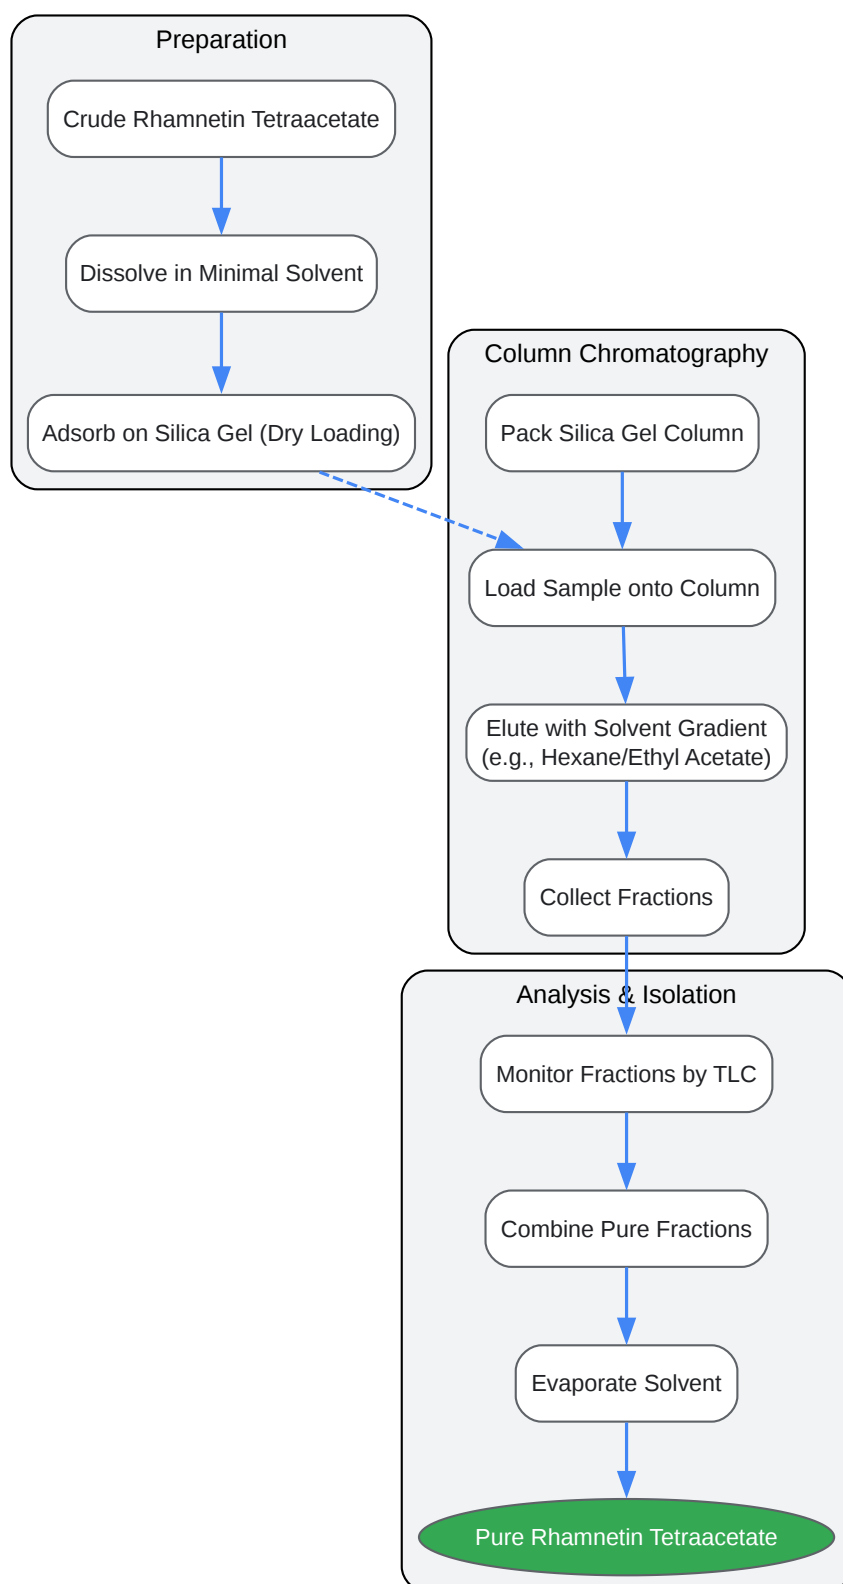 Preparation
Crude Rhamnetin Tetraacetate
Dissolve in Minimal Solvent
Adsorb on Silica Gel (Dry Loading)
Column Chromatography
Pack Silica Gel Column
Load Sample onto Column
Elute with Solvent Gradient
(e.g., Hexane/Ethyl Acetate)
Collect Fractions
Analysis & Isolation
Monitor Fractions by TLC
Combine Pure Fractions
Evaporate Solvent
Pure Rhamnetin Tetraacetate